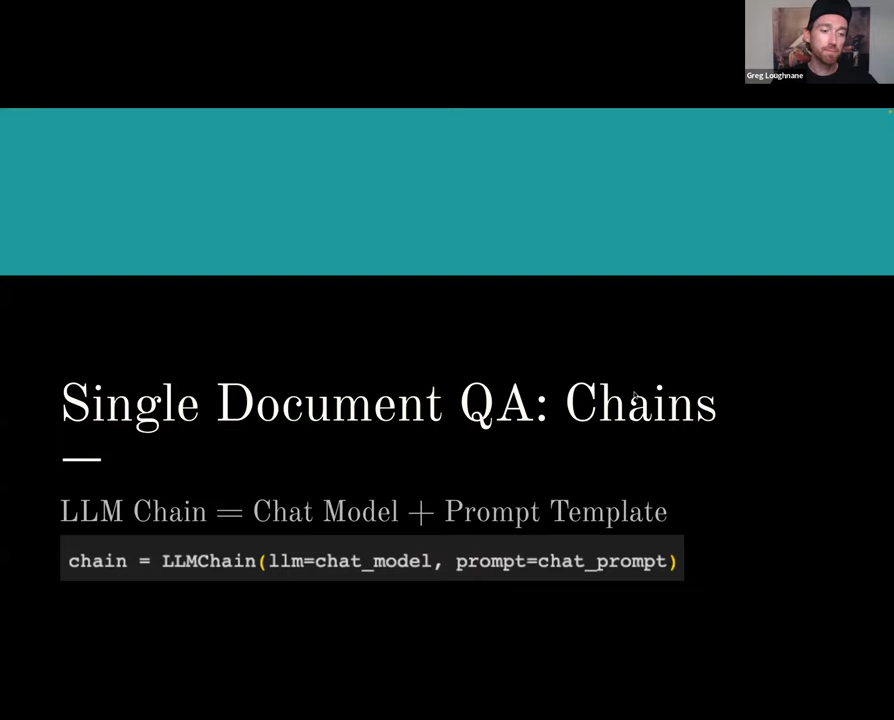 Greg Loughnane
Single Document QA: Chains
LLM Chain = Chat Model + Prompt Template
chain = LLMChain(llm=chat_model, prompt=chat_prompt)